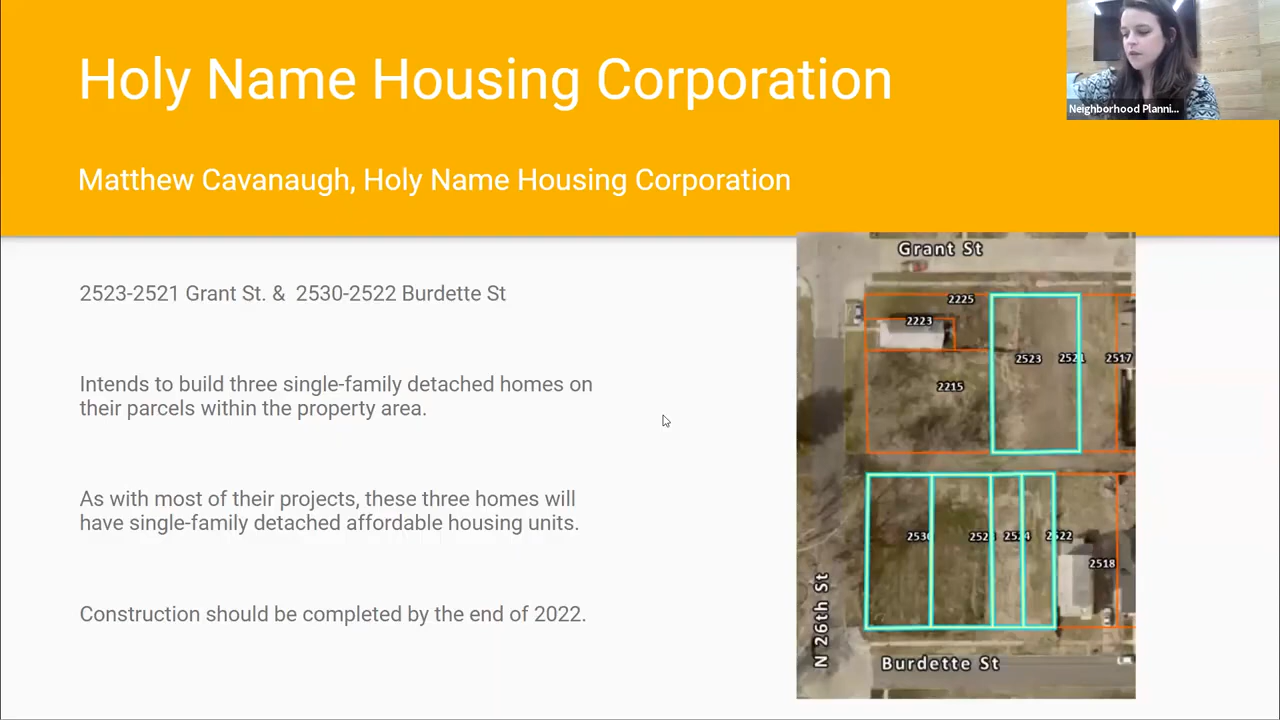 Holy Name Housing Corporation
Neighborhood Planni...
Matthew Cavanaugh, Holy Name Housing Corporation
2523-2521 Grant St. & 2530-2522 Burdette St
Intends to build three single-family detached homes on
their parcels within the property area.
As with most of their projects, these three homes will
have single-family detached affordable housing units.
Construction should be completed by the end of 2022.
Grant St
2225
2223
2523
2521
2517
2215
2530
2524
2522
2518
N 26th St
Burdette St